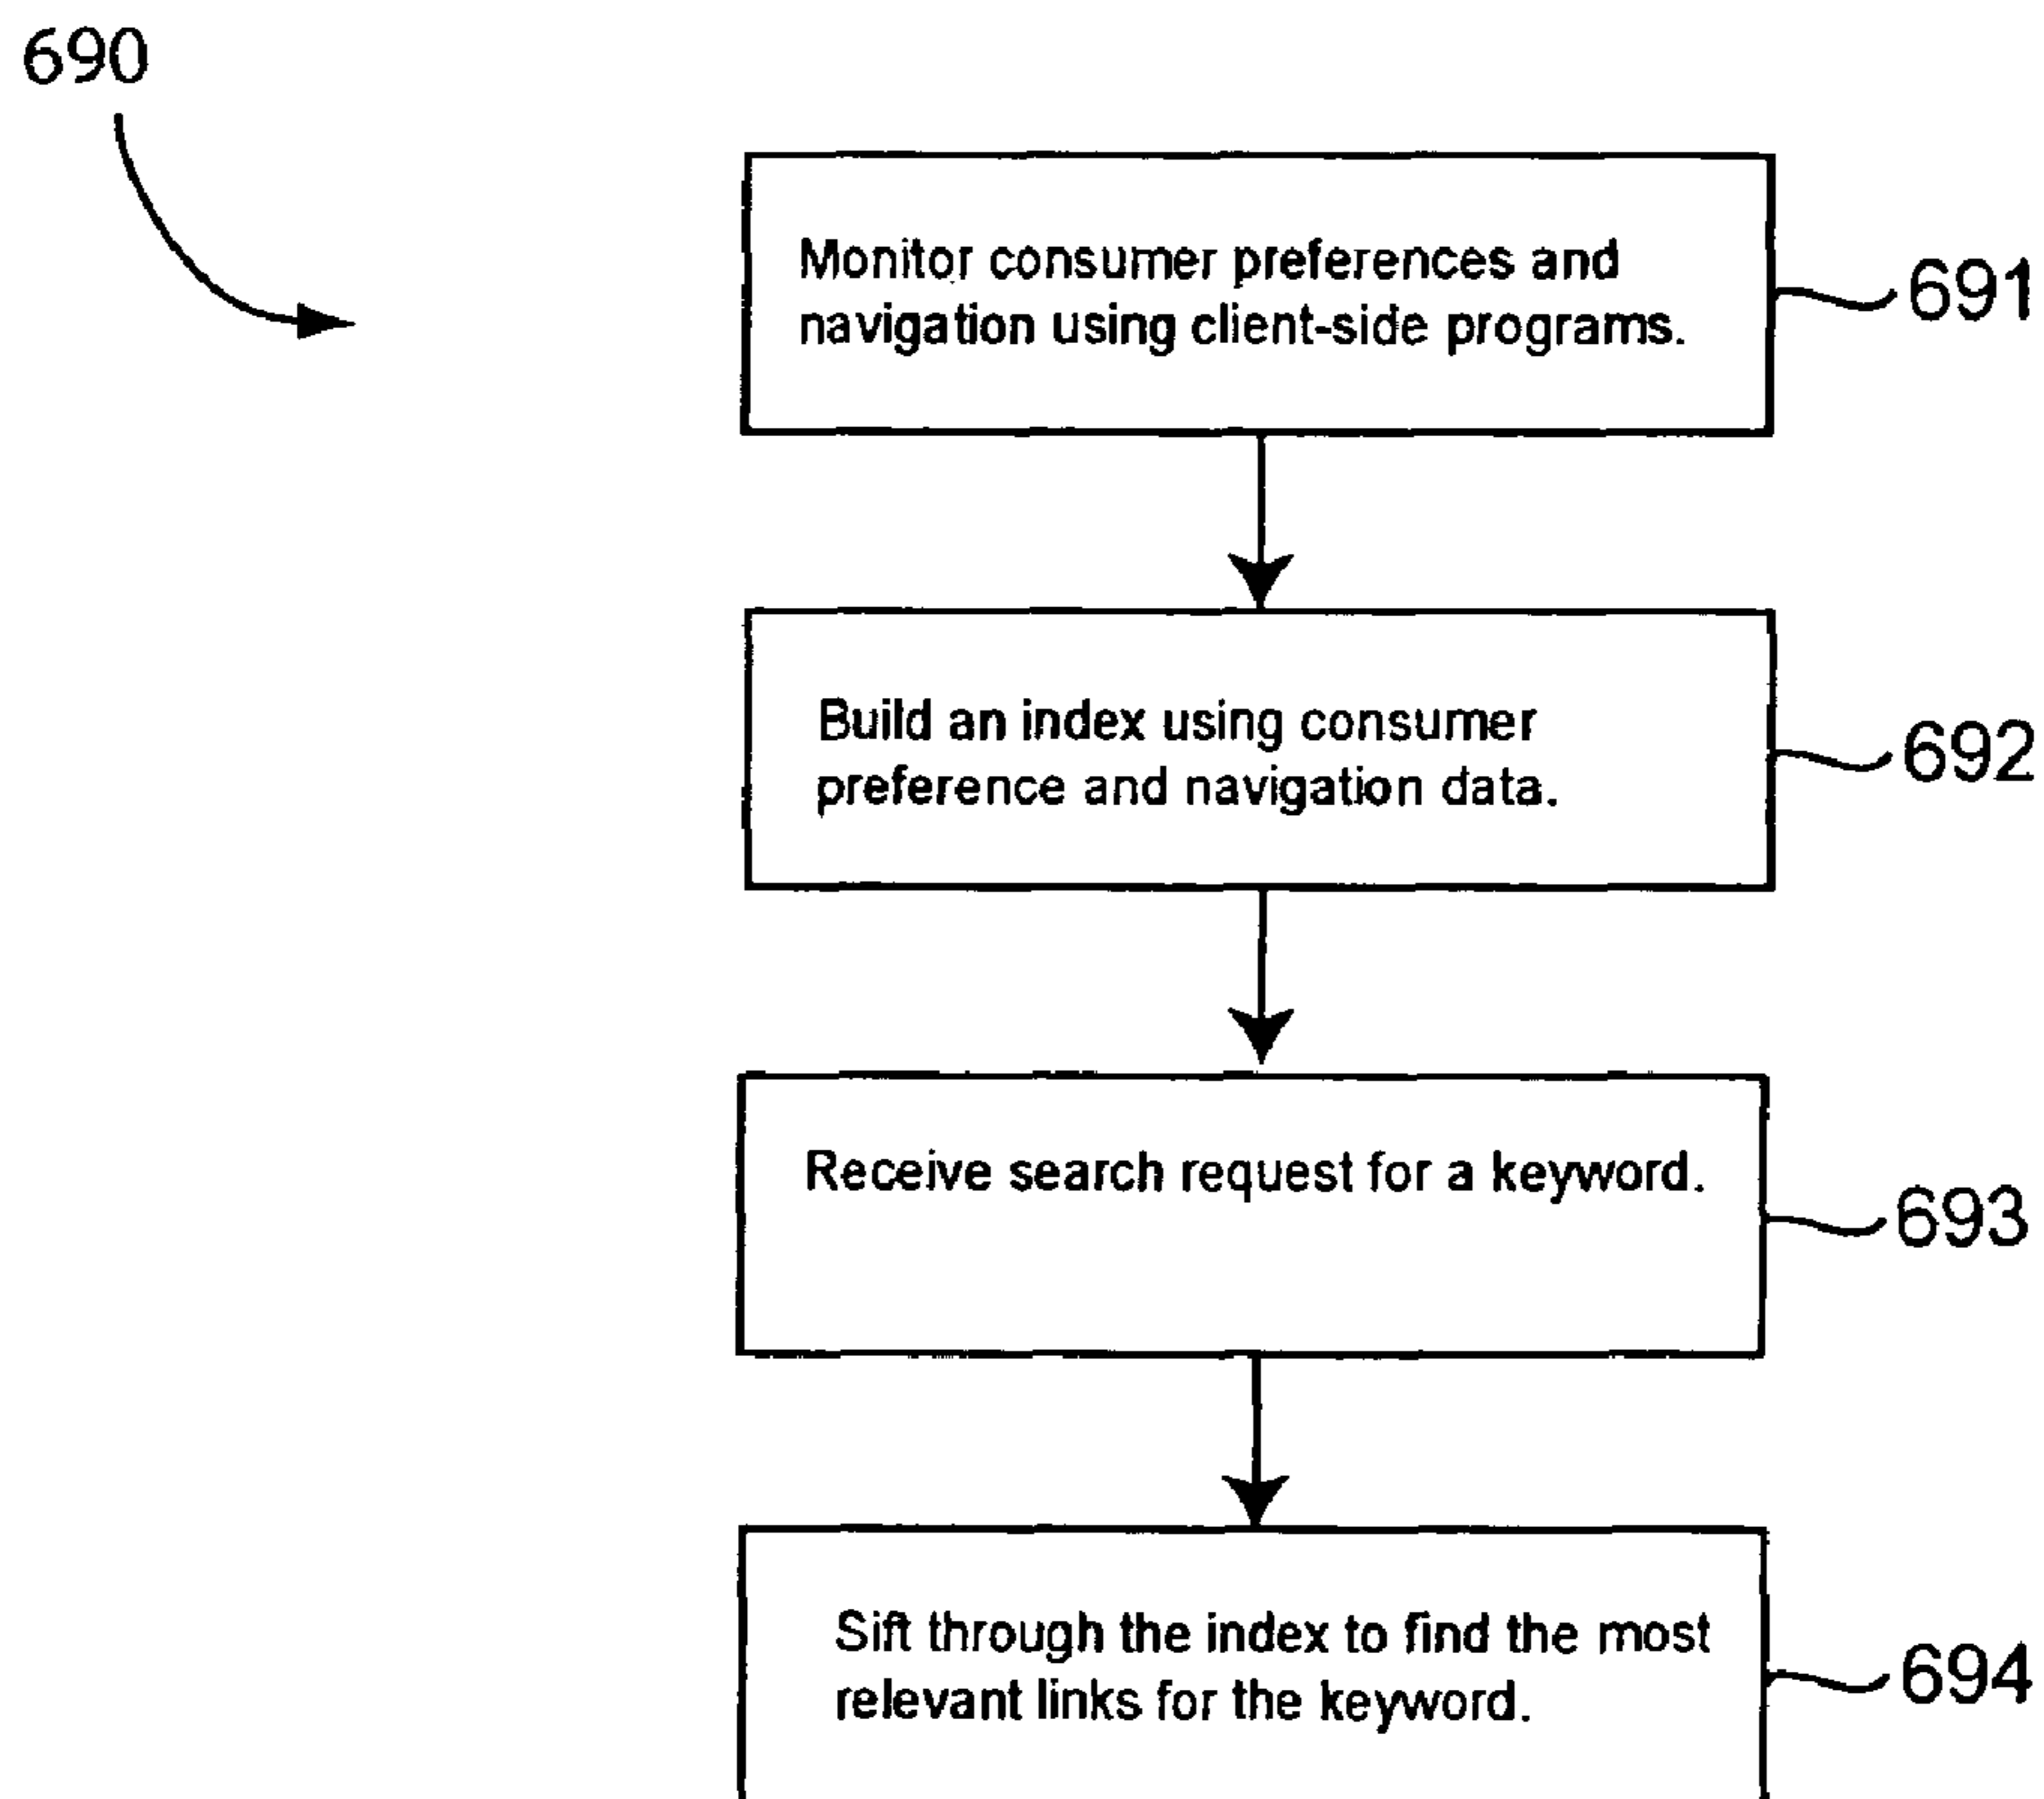 690
Monitor consumer preferences and
navigation using client-side programs.
691
Build an index using consumer
preference and navigation data.
692
Receive search request for a keyword.
693
Sift through the index to find the most
relevant links for the keyword.
694